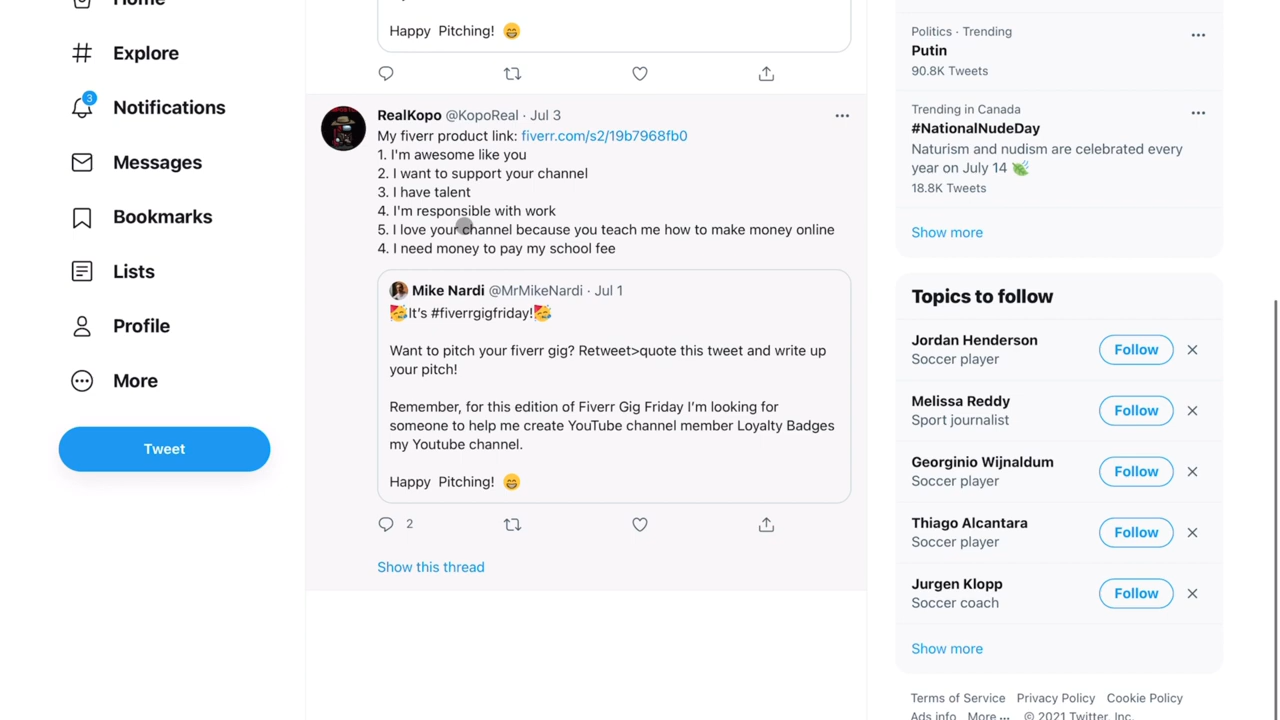 Home
Explore
3
Notifications
Messages
Bookmarks
Lists
Profile
More
Tweet
Happy Pitching! 😁
RealKopo @KopoReal · Jul 3
My fiverr product link: fiverr.com/s2/19b7968fb0
1. I'm awesome like you
2. I want to support your channel
3. I have talent
4. I'm responsible with work
5. I love your channel because you teach me how to make money online
4. I need money to pay my school fee
Mike Nardi @MrMikeNardi · Jul 1
🥳It's #fiverrgigfriday!🥳
Want to pitch your fiverr gig? Retweet>quote this tweet and write up
your pitch!
Remember, for this edition of Fiverr Gig Friday I'm looking for
someone to help me create YouTube channel member Loyalty Badges
my Youtube channel.
Happy Pitching! 😁
2
Show this thread
Politics · Trending
Putin
90.8K Tweets
Trending in Canada
#NationalNudeDay
Naturism and nudism are celebrated every
year on July 14 🍃
18.8K Tweets
Show more
Topics to follow
Jordan Henderson
Soccer player
Follow
Melissa Reddy
Sport journalist
Follow
Georginio Wijnaldum
Soccer player
Follow
Thiago Alcantara
Soccer player
Follow
Jurgen Klopp
Soccer coach
Follow
Show more
Terms of Service Privacy Policy Cookie Policy
Ads info More ··· © 2021 Twitter, Inc.